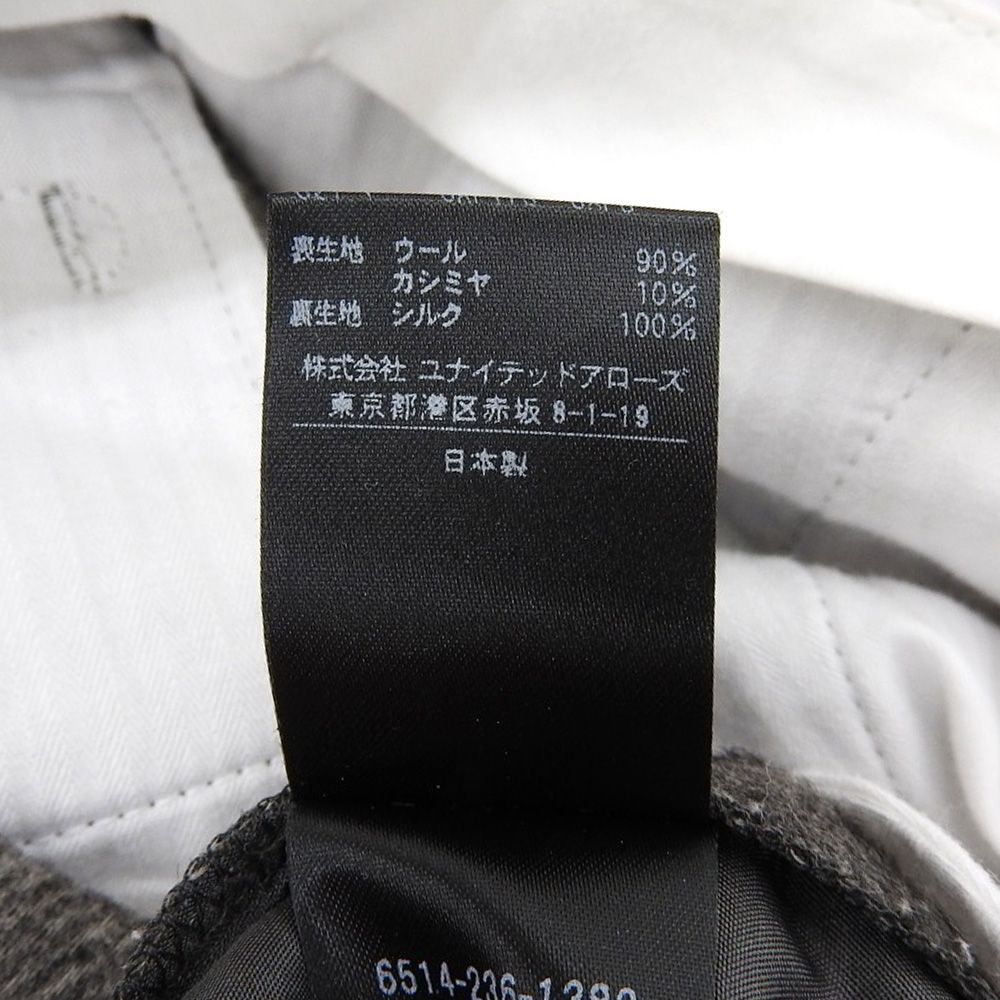 表生地 ウール 90%
カシミヤ 10%
裏生地 シルク 100%
株式会社 ユナイテッドアローズ
東京都港区赤坂 8-1-19
日本製